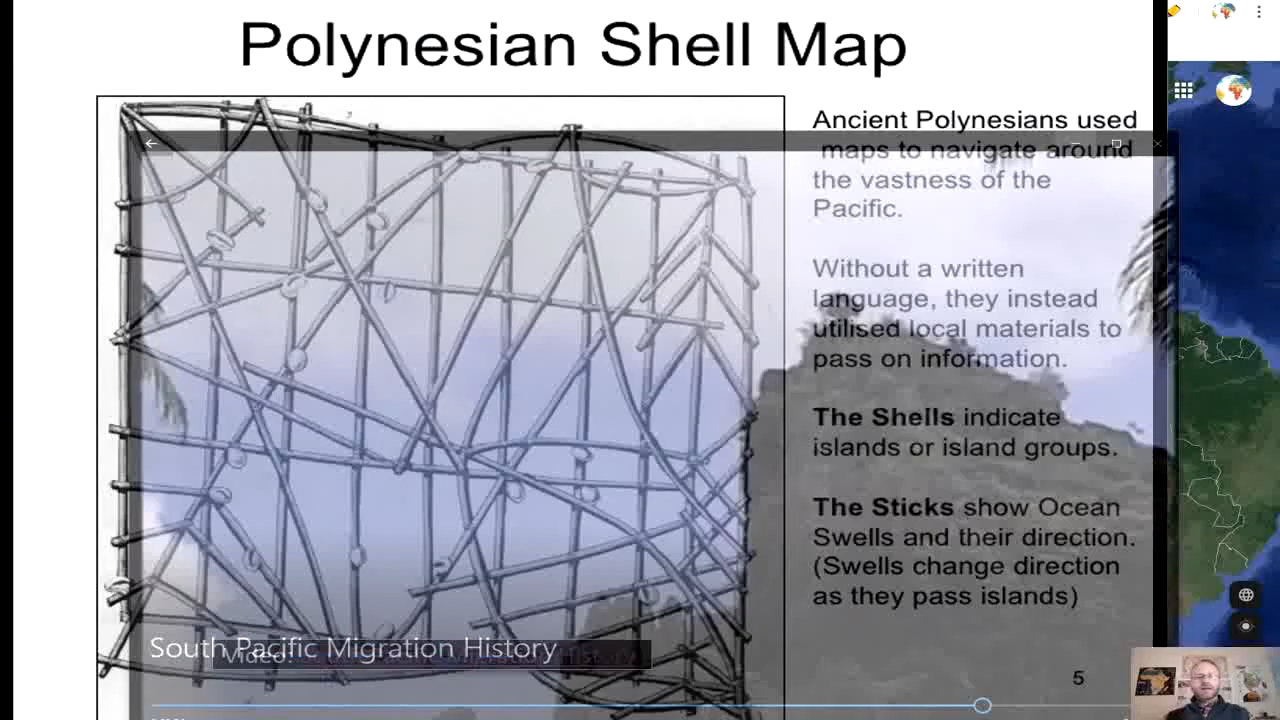 Polynesian Shell Map
Ancient Polynesians used
maps to navigate around
the vastness of the
Pacific.
Without a written
language, they instead
utilised local materials to
pass on information.
The Shells indicate
islands or island groups.
The Sticks show Ocean
Swells and their direction.
(Swells change direction
as they pass islands)
South Pacific Migration History
Video:
5